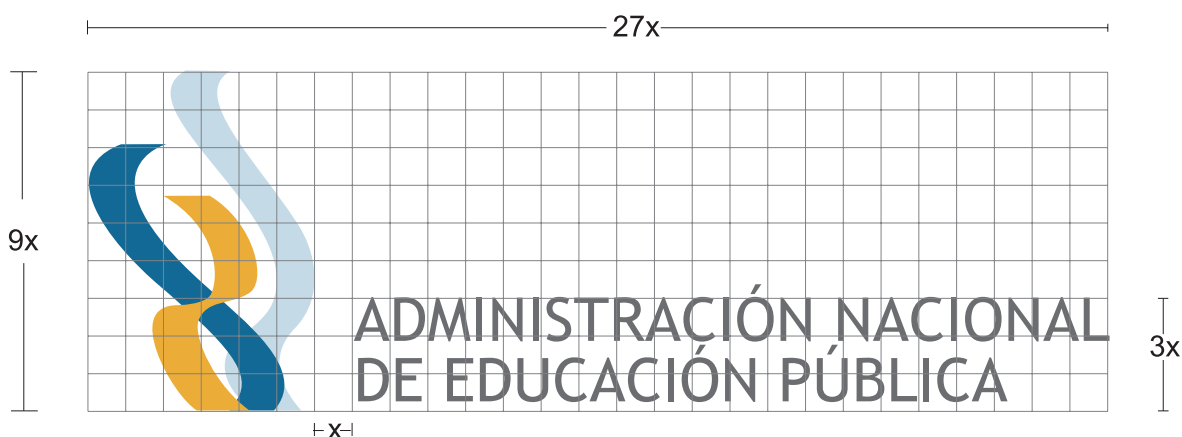 27x
9x
ADMINISTRACIÓN NACIONAL
DE EDUCACIÓN PÚBLICA
3x
x